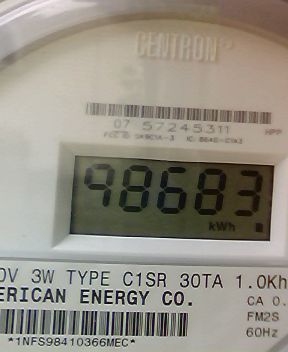 CENTRON
07 57245311 HPP
98683
kWh
0V 3W TYPE C1SR 30TA 1.0Kh
ERICAN ENERGY CO.
CA 0.
FM2S
60Hz
*1NFS98410366MEC*